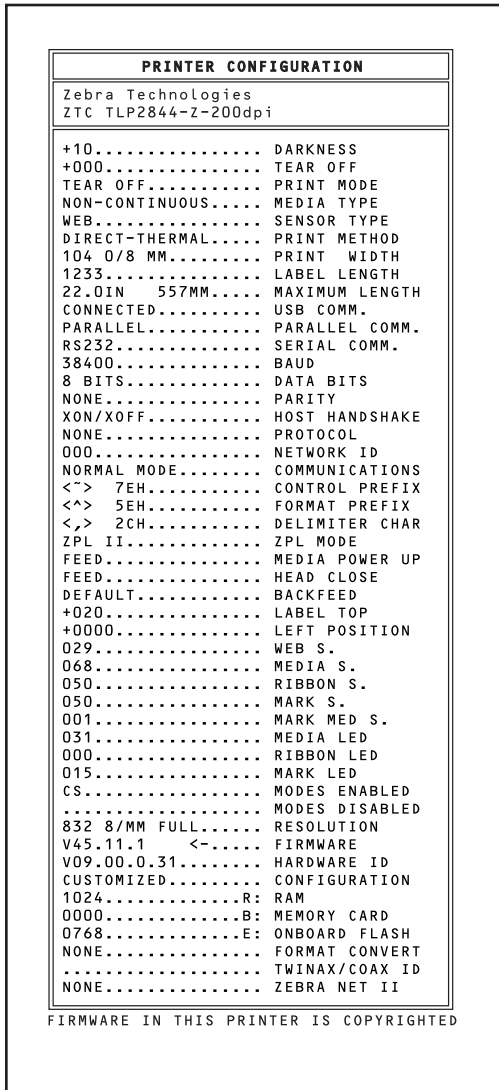 PRINTER CONFIGURATION
Zebra Technologies
ZTC TLP2844-Z-200dpi
+10................ DARKNESS
+000............... TEAR OFF
TEAR OFF........... PRINT MODE
NON-CONTINUOUS..... MEDIA TYPE
WEB................ SENSOR TYPE
DIRECT-THERMAL..... PRINT METHOD
104 0/8 MM......... PRINT  WIDTH
1233............... LABEL LENGTH
22.0IN   557MM..... MAXIMUM LENGTH
CONNECTED.......... USB COMM.
PARALLEL........... PARALLEL COMM.
RS232.............. SERIAL COMM.
38400.............. BAUD
8 BITS............. DATA BITS
NONE............... PARITY
XON/XOFF........... HOST HANDSHAKE
NONE............... PROTOCOL
000................ NETWORK ID
NORMAL MODE........ COMMUNICATIONS
<~>  7EH........... CONTROL PREFIX
<^>  5EH........... FORMAT PREFIX
<,>  2CH........... DELIMITER CHAR
ZPL II............. ZPL MODE
FEED............... MEDIA POWER UP
FEED............... HEAD CLOSE
DEFAULT............ BACKFEED
+020............... LABEL TOP
+0000.............. LEFT POSITION
029................ WEB S.
068................ MEDIA S.
050................ RIBBON S.
050................ MARK S.
001................ MARK MED S.
031................ MEDIA LED
000................ RIBBON LED
015................ MARK LED
CS................. MODES ENABLED
................... MODES DISABLED
832 8/MM FULL...... RESOLUTION
V45.11.1   <-..... FIRMWARE
V09.00.0.31........ HARDWARE ID
CUSTOMIZED......... CONFIGURATION
1024.............R: RAM
0000.............B: MEMORY CARD
0768.............E: ONBOARD FLASH
NONE............... FORMAT CONVERT
................... TWINAX/COAX ID
NONE............... ZEBRA NET II
FIRMWARE IN THIS PRINTER IS COPYRIGHTED